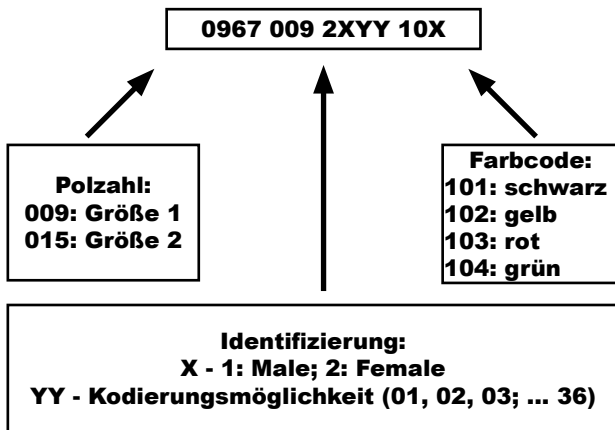 0967 009 2XYY 10X
Polzahl:
009: Größe 1
015: Größe 2
Farbcode:
101: schwarz
102: gelb
103: rot
104: grün
Identifizierung:
X - 1: Male; 2: Female
YY - Kodierungsmöglichkeit (01, 02, 03; ... 36)